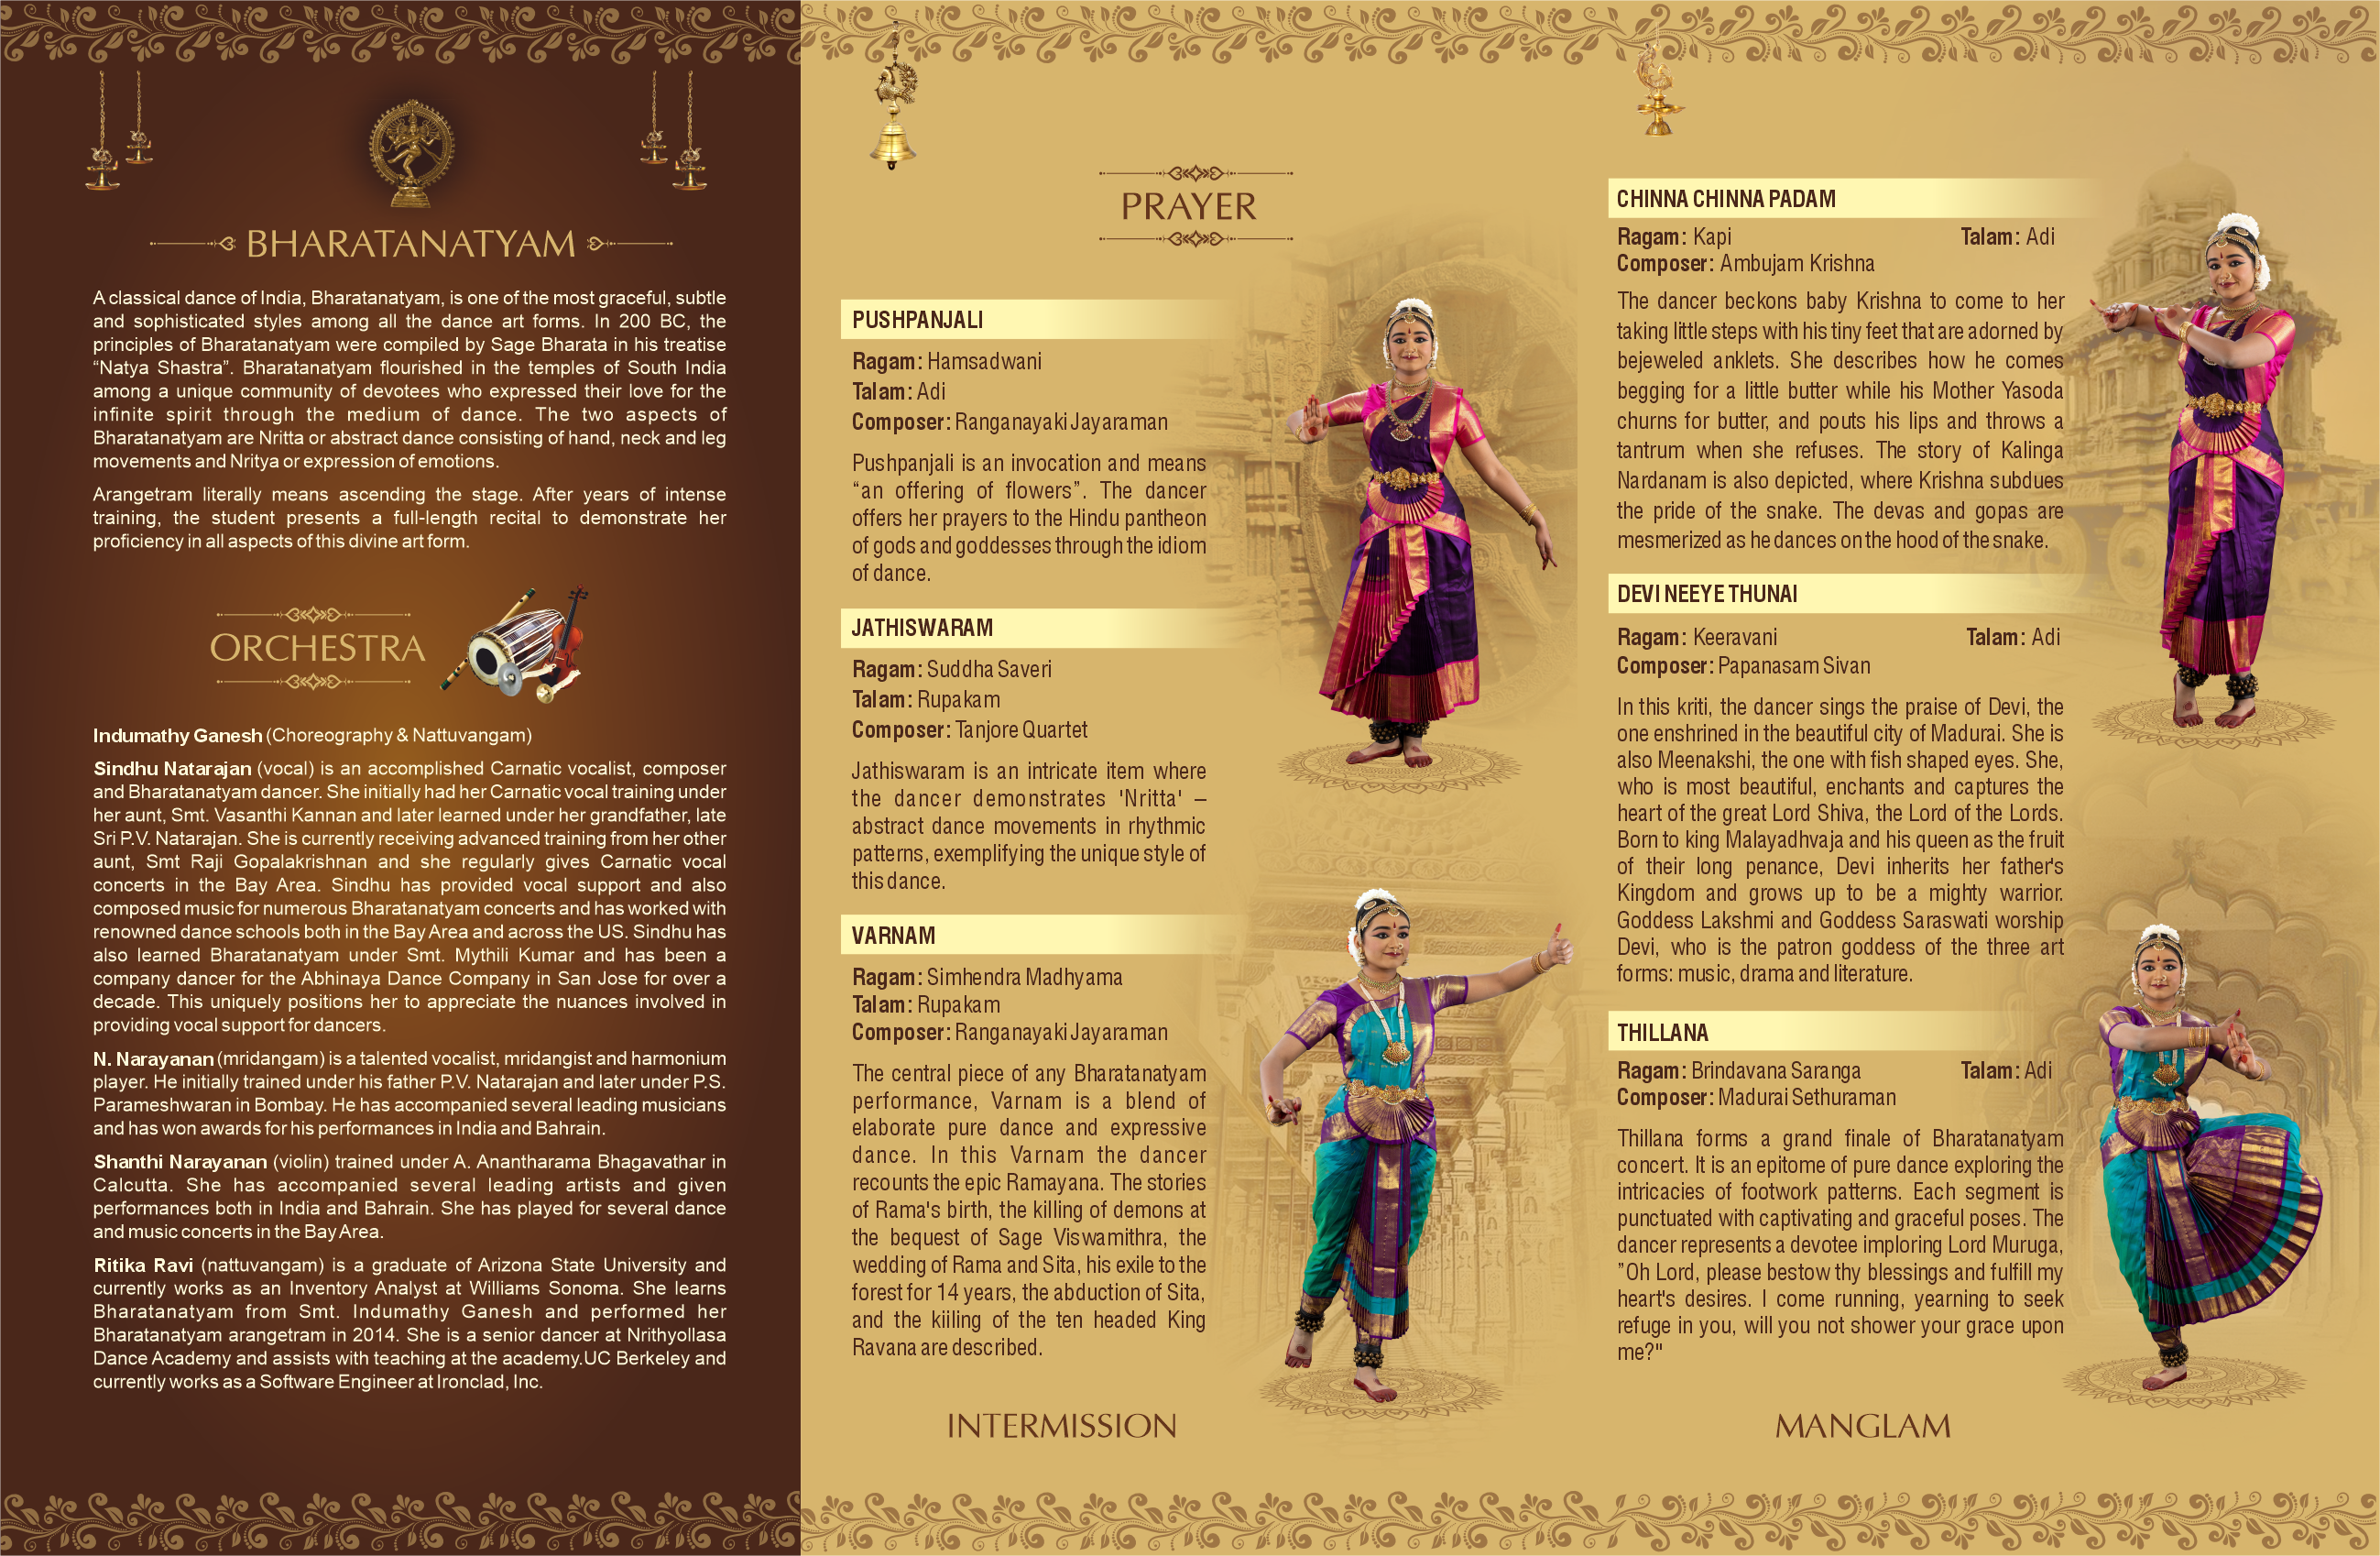 BHARATANATYAM
A classical dance of India, Bharatanatyam, is one of the most graceful, subtle
and sophisticated styles among all the dance art forms. In 200 BC, the
principles of Bharatanatyam were compiled by Sage Bharata in his treatise
“Natya Shastra”. Bharatanatyam flourished in the temples of South India
among a unique community of devotees who expressed their love for the
infinite spirit through the medium of dance. The two aspects of
Bharatanatyam are Nritta or abstract dance consisting of hand, neck and leg
movements and Nritya or expression of emotions.
Arangetram literally means ascending the stage. After years of intense
training, the student presents a full-length recital to demonstrate her
proficiency in all aspects of this divine art form.
ORCHESTRA
Indumathy Ganesh (Choreography & Nattuvangam)
Sindhu Natarajan (vocal) is an accomplished Carnatic vocalist, composer
and Bharatanatyam dancer. She initially had her Carnatic vocal training under
her aunt, Smt. Vasanthi Kannan and later learned under her grandfather, late
Sri P.V. Natarajan. She is currently receiving advanced training from her other
aunt, Smt Raji Gopalakrishnan and she regularly gives Carnatic vocal
concerts in the Bay Area. Sindhu has provided vocal support and also
composed music for numerous Bharatanatyam concerts and has worked with
renowned dance schools both in the Bay Area and across the US. Sindhu has
also learned Bharatanatyam under Smt. Mythili Kumar and has been a
company dancer for the Abhinaya Dance Company in San Jose for over a
decade. This uniquely positions her to appreciate the nuances involved in
providing vocal support for dancers.
N. Narayanan (mridangam) is a talented vocalist, mridangist and harmonium
player. He initially trained under his father P.V. Natarajan and later under P.S.
Parameshwaran in Bombay. He has accompanied several leading musicians
and has won awards for his performances in India and Bahrain.
Shanthi Narayanan (violin) trained under A. Anantharama Bhagavathar in
Calcutta. She has accompanied several leading artists and given
performances both in India and Bahrain. She has played for several dance
and music concerts in the Bay Area.
Ritika Ravi (nattuvangam) is a graduate of Arizona State University and
currently works as an Inventory Analyst at Williams Sonoma. She learns
Bharatanatyam from Smt. Indumathy Ganesh and performed her
Bharatanatyam arangetram in 2014. She is a senior dancer at Nrithyollasa
Dance Academy and assists with teaching at the academy.UC Berkeley and
currently works as a Software Engineer at Ironclad, Inc.
PRAYER
PUSHPANJALI
Ragam: Hamsadwani
Talam: Adi
Composer: Ranganayaki Jayaraman
Pushpanjali is an invocation and means
“an offering of flowers”. The dancer
offers her prayers to the Hindu pantheon
of gods and goddesses through the idiom
of dance.
JATHISWARAM
Ragam: Suddha Saveri
Talam: Rupakam
Composer: Tanjore Quartet
Jathiswaram is an intricate item where
the dancer demonstrates 'Nritta' –
abstract dance movements in rhythmic
patterns, exemplifying the unique style of
this dance.
VARNAM
Ragam: Simhendra Madhyama
Talam: Rupakam
Composer: Ranganayaki Jayaraman
The central piece of any Bharatanatyam
performance, Varnam is a blend of
elaborate pure dance and expressive
dance. In this Varnam the dancer
recounts the epic Ramayana. The stories
of Rama's birth, the killing of demons at
the bequest of Sage Viswamithra, the
wedding of Rama and Sita, his exile to the
forest for 14 years, the abduction of Sita,
and the kiiling of the ten headed King
Ravana are described.
INTERMISSION
CHINNA CHINNA PADAM
Ragam: Kapi Talam: Adi
Composer: Ambujam Krishna
The dancer beckons baby Krishna to come to her
taking little steps with his tiny feet that are adorned by
bejeweled anklets. She describes how he comes
begging for a little butter while his Mother Yasoda
churns for butter, and pouts his lips and throws a
tantrum when she refuses. The story of Kalinga
Nardanam is also depicted, where Krishna subdues
the pride of the snake. The devas and gopas are
mesmerized as he dances on the hood of the snake.
DEVI NEEYE THUNAI
Ragam: Keeravani Talam: Adi
Composer: Papanasam Sivan
In this kriti, the dancer sings the praise of Devi, the
one enshrined in the beautiful city of Madurai. She is
also Meenakshi, the one with fish shaped eyes. She,
who is most beautiful, enchants and captures the
heart of the great Lord Shiva, the Lord of the Lords.
Born to king Malayadhvaja and his queen as the fruit
of their long penance, Devi inherits her father's
Kingdom and grows up to be a mighty warrior.
Goddess Lakshmi and Goddess Saraswati worship
Devi, who is the patron goddess of the three art
forms: music, drama and literature.
THILLANA
Ragam: Brindavana Saranga Talam: Adi
Composer: Madurai Sethuraman
Thillana forms a grand finale of Bharatanatyam
concert. It is an epitome of pure dance exploring the
intricacies of footwork patterns. Each segment is
punctuated with captivating and graceful poses. The
dancer represents a devotee imploring Lord Muruga,
”Oh Lord, please bestow thy blessings and fulfill my
heart's desires. I come running, yearning to seek
refuge in you, will you not shower your grace upon
me?"
MANGLAM